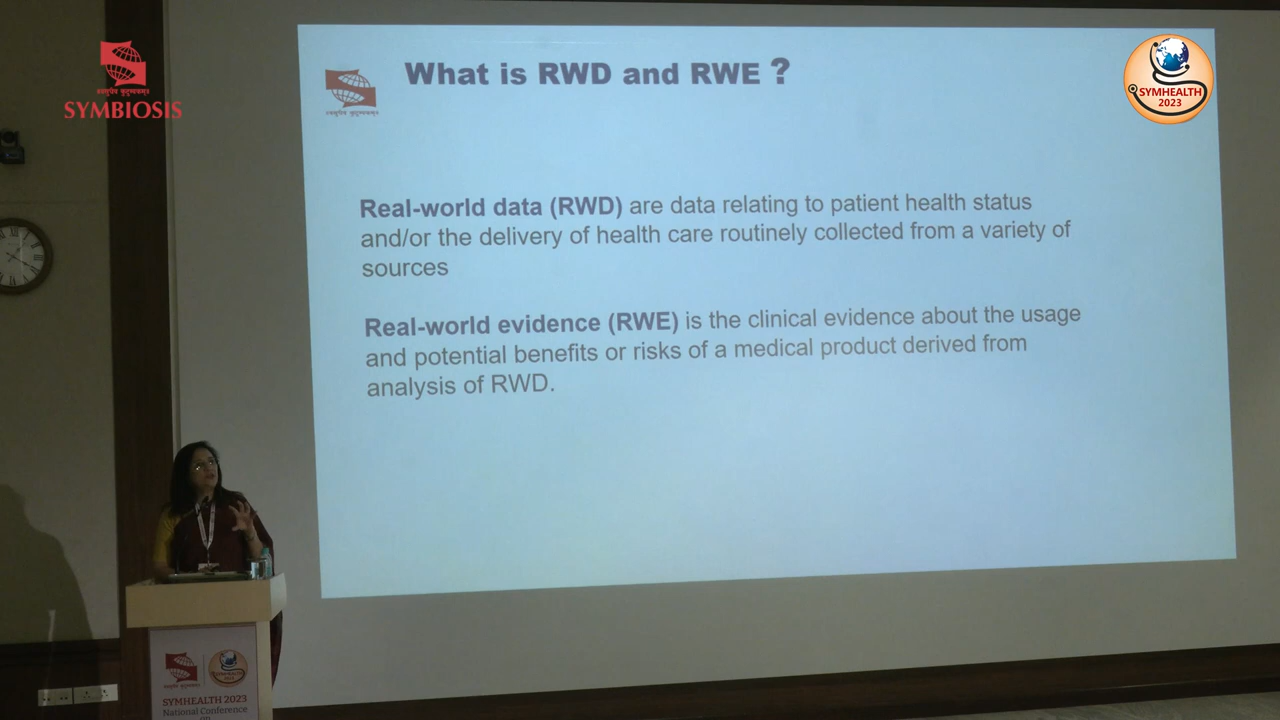 SYMBIOSIS
What is RWD and RWE ?
SYMHEALTH
2023
Real-world data (RWD) are data relating to patient health status
and/or the delivery of health care routinely collected from a variety of
sources
Real-world evidence (RWE) is the clinical evidence about the usage
and potential benefits or risks of a medical product derived from
analysis of RWD.
SYMHEALTH 2023
National Conference